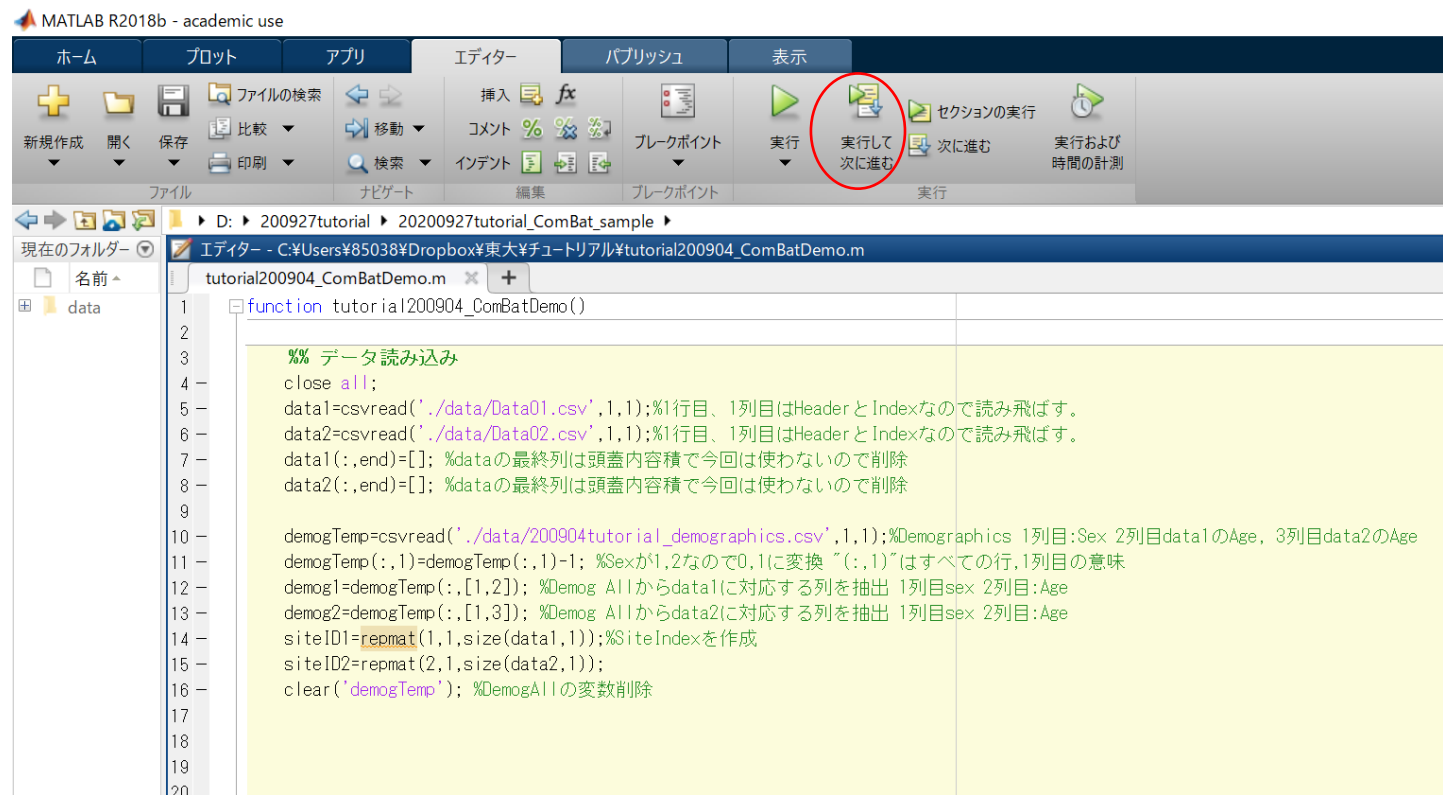 MATLAB R2018b - academic use
ホーム プロット アプリ エディター パブリッシュ 表示
新規作成 開く 保存 ファイルの検索 比較 印刷 移動 検索 挿入 fx コメント インデント ブレークポイント 実行 実行して 次に進む セクションの実行 次に進む 実行および 時間の計測
ファイル ナビゲート 編集 ブレークポイント 実行
D: 200927tutorial 20200927tutorial_ComBat_sample
現在のフォルダー エディター - C:¥Users¥85038¥Dropbox¥東大¥チュートリアル¥tutorial200904_ComBatDemo.m
名前 tutorial200904_ComBatDemo.m
data
1 function tutorial200904_ComBatDemo()
2
3 %% データ読み込み
4 close all;
5 data1=csvread('./data/Data01.csv',1,1);%1行目、1列目はHeaderとIndexなので読み飛ばす。
6 data2=csvread('./data/Data02.csv',1,1);%1行目、1列目はHeaderとIndexなので読み飛ばす。
7 data1(:,end)=[]; %dataの最終列は頭蓋内容積で今回は使わないので削除
8 data2(:,end)=[]; %dataの最終列は頭蓋内容積で今回は使わないので削除
9
10 demogTemp=csvread('./data/200904tutorial_demographics.csv',1,1);%Demographics 1列目:Sex 2列目data1のAge, 3列目data2のAge
11 demogTemp(:,1)=demogTemp(:,1)-1; %Sexが1,2なので0,1に変換 "(:,1)"はすべての行,1列目の意味
12 demog1=demogTemp(:,[1,2]); %Demog Allからdata1に対応する列を抽出 1列目sex 2列目:Age
13 demog2=demogTemp(:,[1,3]); %Demog Allからdata2に対応する列を抽出 1列目sex 2列目:Age
14 siteID1=repmat(1,1,size(data1,1));%SiteIndexを作成
15 siteID2=repmat(2,1,size(data2,1));
16 clear('demogTemp'); %DemogAllの変数削除
17
18
19
20